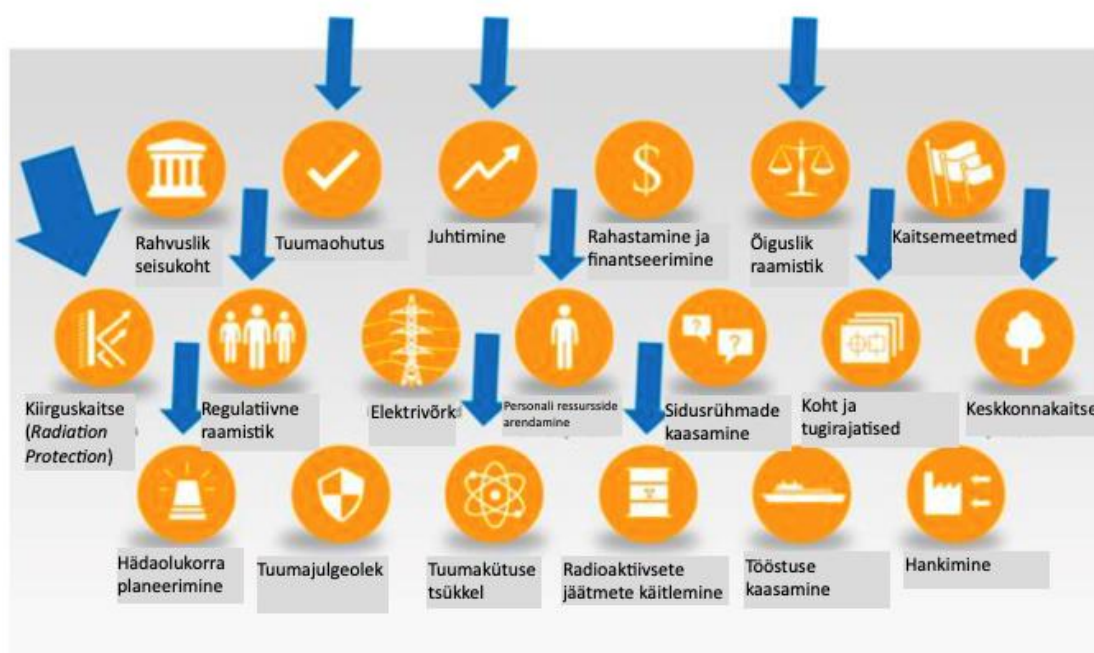 $
Rahvuslik
seisukoht
Tuumaohutus
Juhtimine
Rahastamine ja
finantseerimine
Õiguslik
raamistik
Kaitsemeetmed
? ?
Kiirguskaitse
(Radiation
Protection)
Regulatiivne
raamistik
Elektrivõrk
Personali ressursside
arendamine
Sidusrühmade
kaasamine
Koht ja
tugirajatised
Keskkonnakaitse
Hädaolukorra
planeerimine
Tuumajulgeolek
Tuumakütuse
tsükkel
Radioaktiivsete
jäätmete käitlemine
Tööstuse
kaasamine
Hankimine